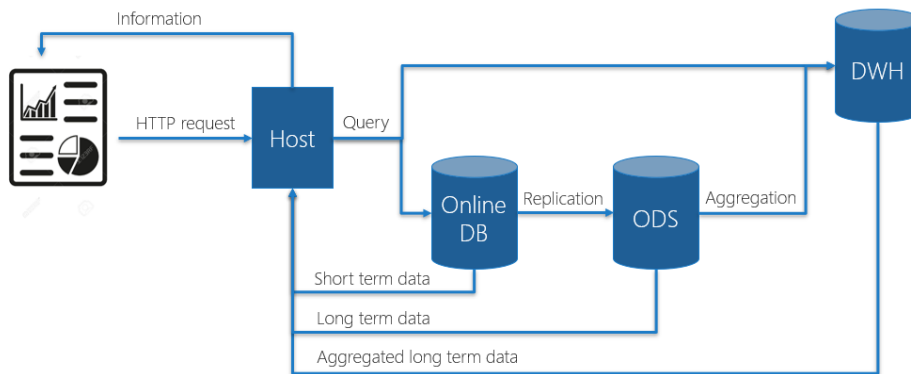 Information
DWH
HTTP request
Host
Query
Online
DB
Replication
ODS
Aggregation
Short term data
Long term data
Aggregated long term data